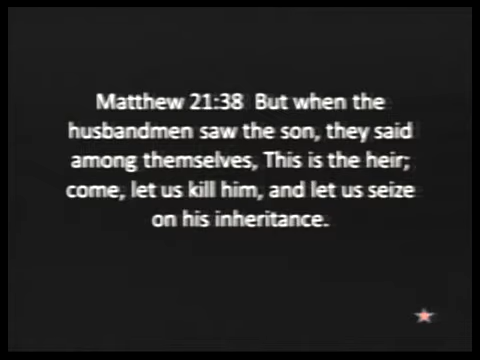 Matthew 21:38  But when the
husbandmen saw the son, they said
among themselves, This is the heir;
come, let us kill him, and let us seize
on his inheritance.